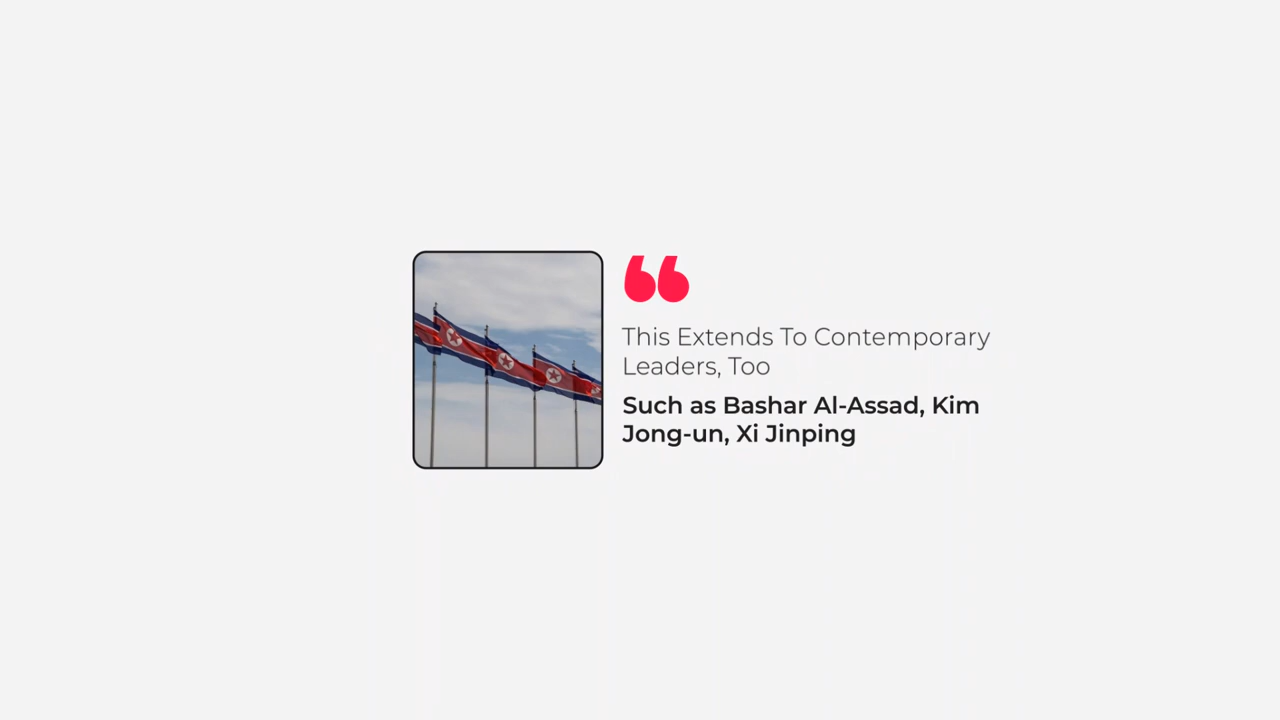 This Extends To Contemporary
Leaders, Too
Such as Bashar Al-Assad, Kim
Jong-un, Xi Jinping